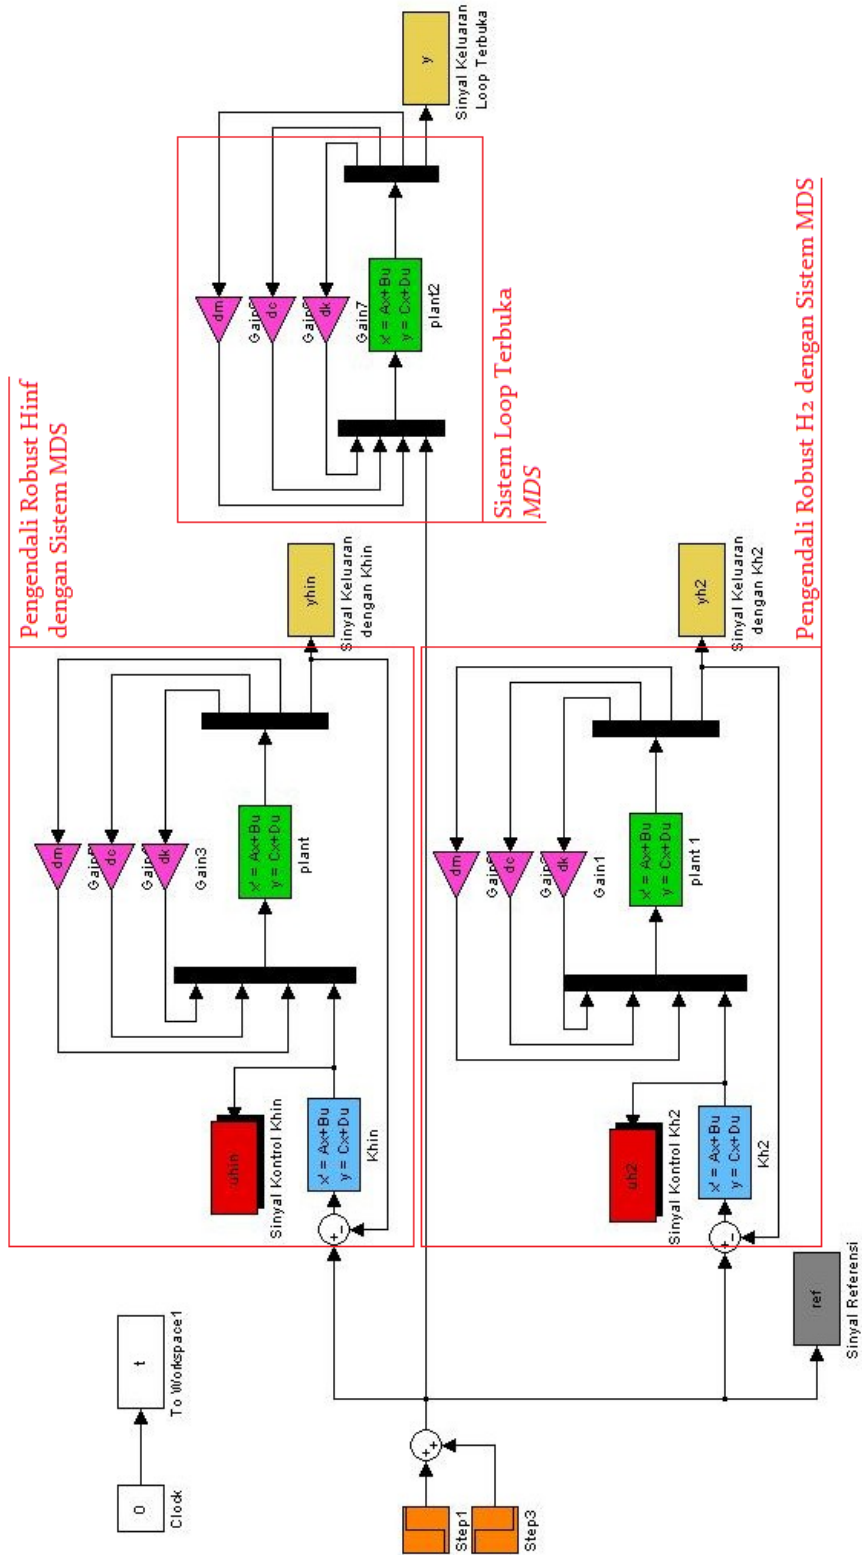 0
Clock
t
To Workspace1
Step1
Step3
ref
Sinyal Referensi
Pengendali Robust Hinf
dengan Sistem MDS
dm
dc
dk
Gain3
x' = Ax+Bu
y = Cx+Du
plant
uhin
Sinyal Kontrol Khin
x' = Ax+Bu
y = Cx+Du
Khin
yhin
Sinyal Keluaran
dengan Khin
dm
dc
dk
Gain7
x' = Ax+Bu
y = Cx+Du
plant2
Sistem Loop Terbuka
MDS
y
Sinyal Keluaran
Loop Terbuka
dm
dc
dk
Gain1
x' = Ax+Bu
y = Cx+Du
plant 1
uh2
Sinyal Kontrol Kh2
x' = Ax+Bu
y = Cx+Du
Kh2
yh2
Sinyal Keluaran
dengan Kh2
Pengendali Robust H2 dengan Sistem MDS